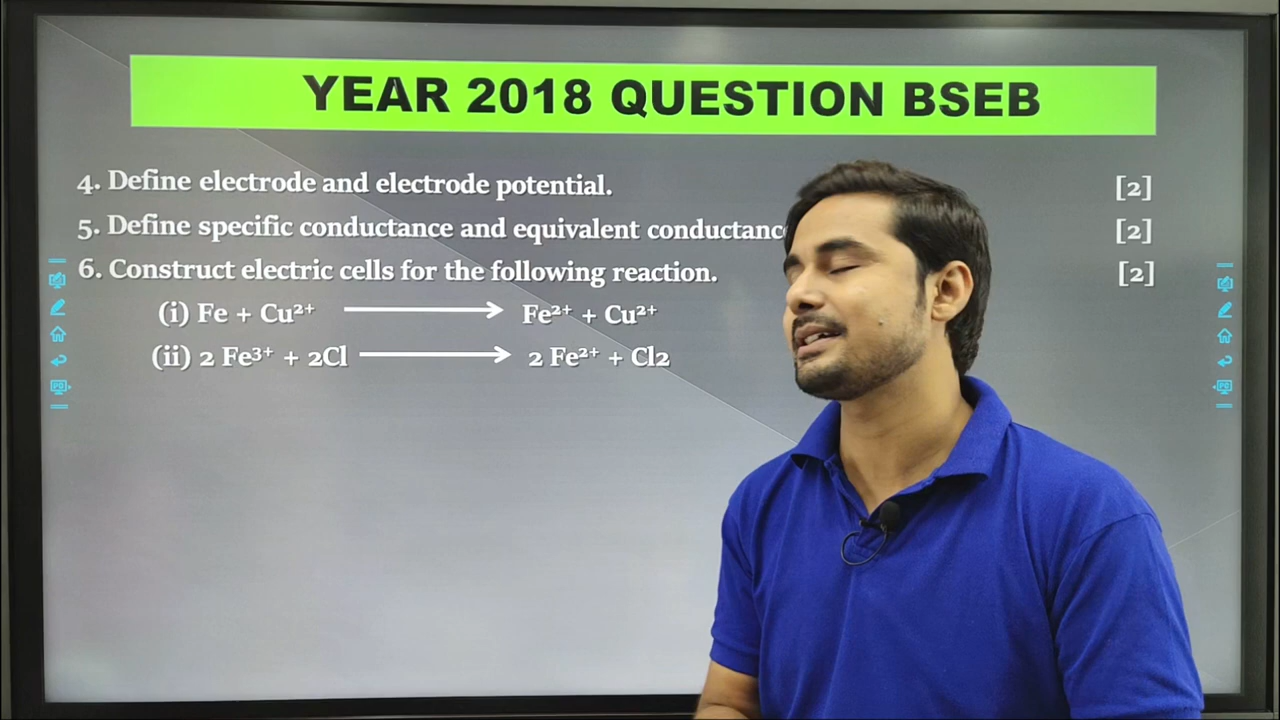 YEAR 2018 QUESTION BSEB
4. Define electrode and electrode potential. [2]
5. Define specific conductance and equivalent conductanc [2]
6. Construct electric cells for the following reaction. [2]
(i) Fe + Cu²⁺ ⟶ Fe²⁺ + Cu²⁺
(ii) 2 Fe³⁺ + 2Cl ⟶ 2 Fe²⁺ + Cl2